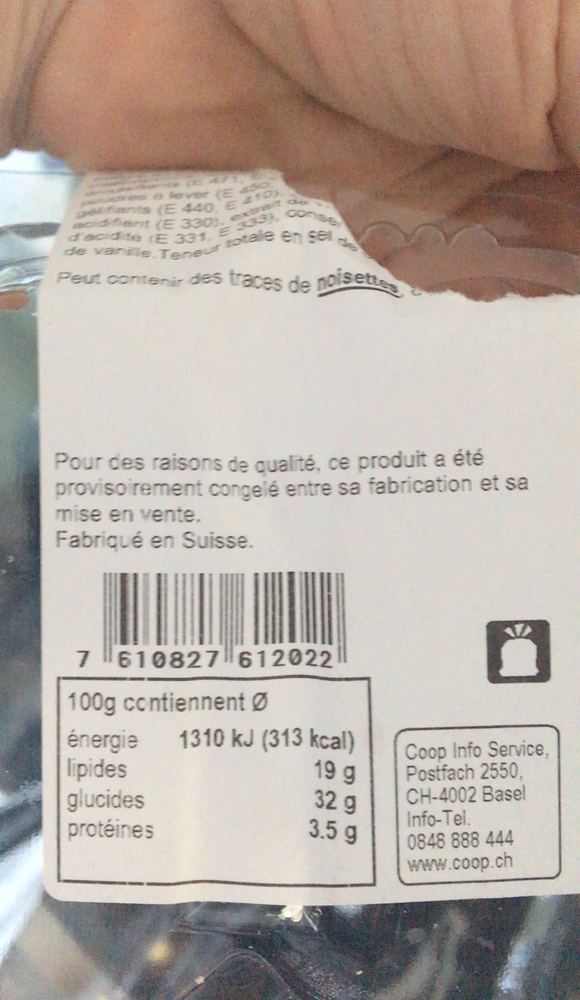 poudres à lever (E 450,
gélifiants (E 440, E 410),
acidifiant (E 330), extrait de
d'acidité (E 331, E 333), conser
de vanille. Teneur totale en sel de
Peut contenir des traces de noisettes,
Pour des raisons de qualité, ce produit a été
provisoirement congelé entre sa fabrication et sa
mise en vente.
Fabriqué en Suisse.
7 610827 612022
100g contiennent Ø
énergie 1310 kJ (313 kcal)
lipides 19 g
glucides 32 g
protéines 3.5 g
Coop Info Service,
Postfach 2550,
CH-4002 Basel
Info-Tel.
0848 888 444
www.coop.ch